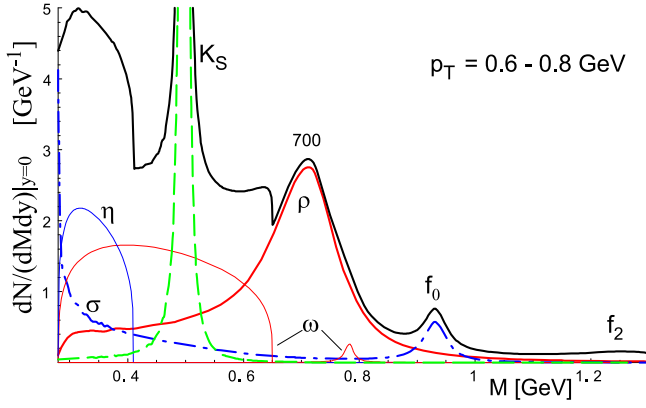 5
4
3
2
1
dN/(dMdy)|y=0 [GeV⁻¹]
K_S
p_T = 0.6 - 0.8 GeV
700
ρ
η
σ
ω
f_0
f_2
0.4 0.6 0.8 1 1.2
M [GeV]